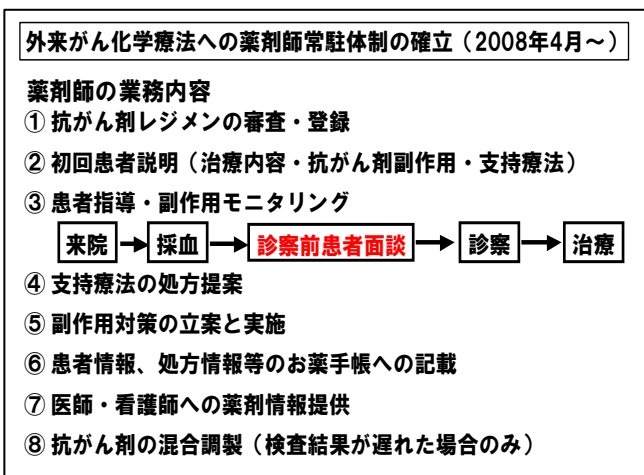 外来がん化学療法への薬剤師常駐体制の確立（2008年4月～）
薬剤師の業務内容
① 抗がん剤レジメンの審査・登録
② 初回患者説明（治療内容・抗がん剤副作用・支持療法）
③ 患者指導・副作用モニタリング
来院→採血→診察前患者面談→診察→治療
④ 支持療法の処方提案
⑤ 副作用対策の立案と実施
⑥ 患者情報、処方情報等のお薬手帳への記載
⑦ 医師・看護師への薬剤情報提供
⑧ 抗がん剤の混合調製（検査結果が遅れた場合のみ）